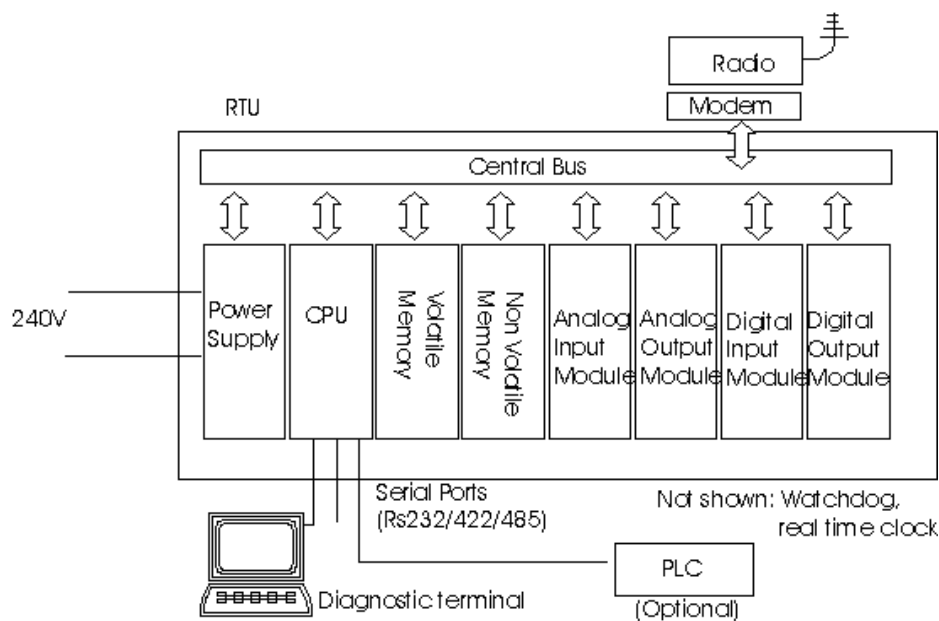 Radio
Modem
RTU
Central Bus
240V
Power
Supply
CPU
Volatile
Memory
Non Volatile
Memory
Analog
Input
Module
Analog
Output
Module
Digital
Input
Module
Digital
Output
Module
Serial Ports
(Rs232/422/485)
Not shown: Watchdog,
real time clock
Diagnostic terminal
PLC
(Optional)